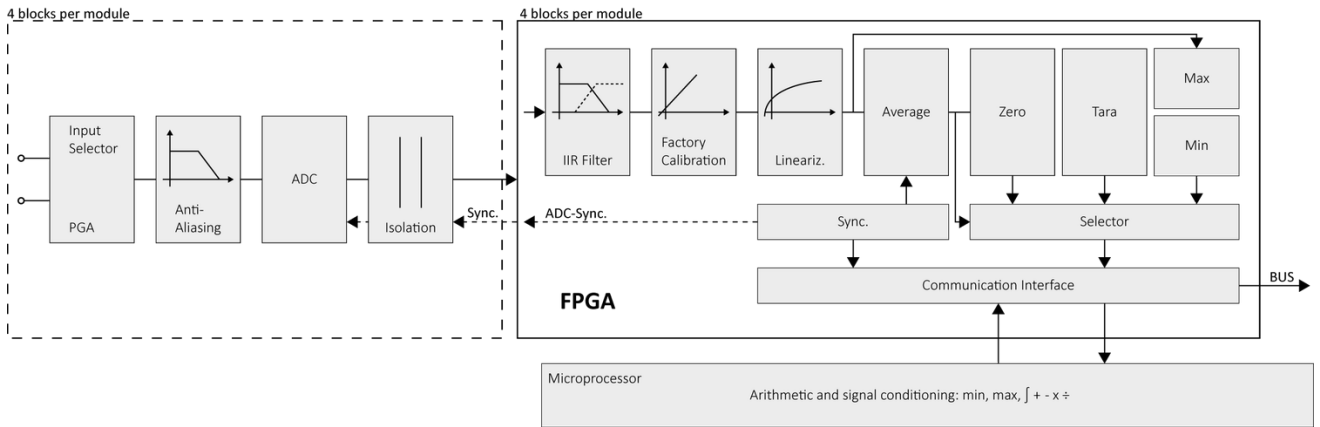 4 blocks per module
Input
Selector
PGA
Anti-
Aliasing
ADC
Isolation
Sync.
4 blocks per module
IIR Filter
Factory
Calibration
Lineariz.
Average
Zero
Tara
Max
Min
ADC-Sync.
Sync.
Selector
Communication Interface
BUS
FPGA
Microprocessor
Arithmetic and signal conditioning: min, max, ∫ + - x ÷